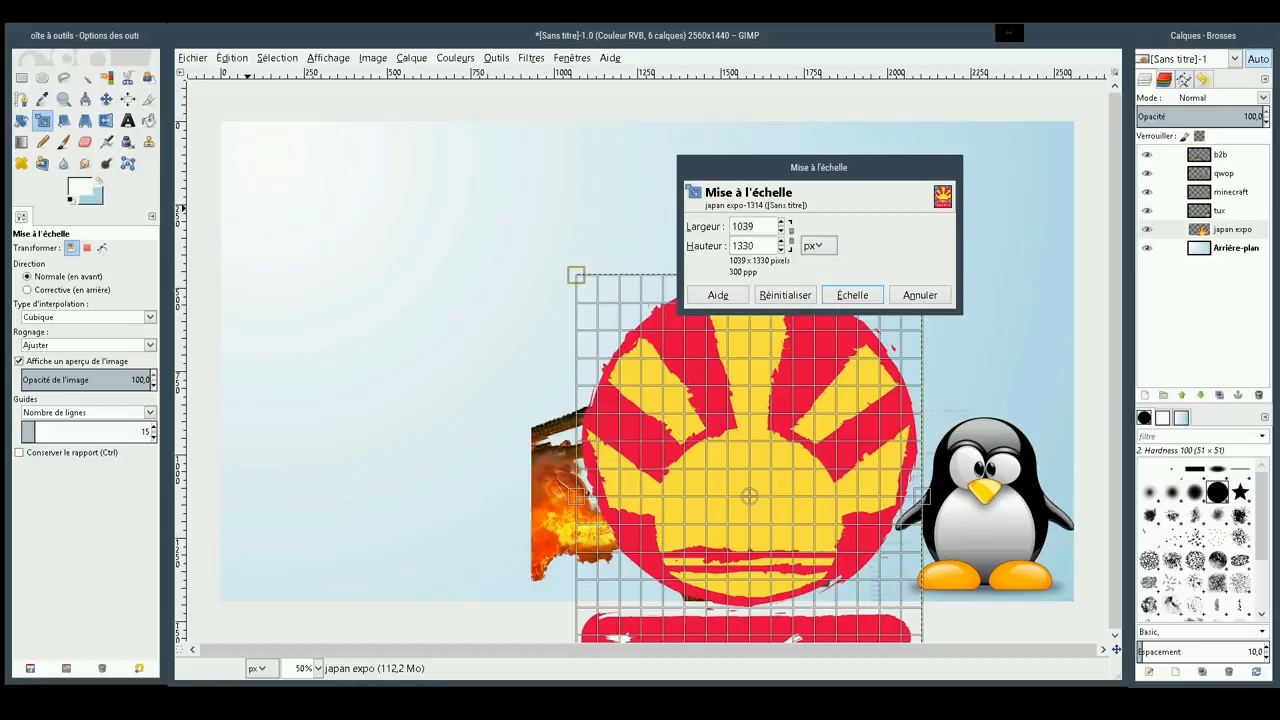 oîte à outils - Options des outi
*[Sans titre]-1.0 (Couleur RVB, 6 calques) 2560x1440 – GIMP
Calques - Brosses
Fichier Édition Sélection Affichage Image Calque Couleurs Outils Filtres Fenêtres Aide
[Sans titre]-1 Auto
0 250 500 750 1000 1250 1500 1750 2000 2250 2500
Mode : Normal
Opacité 100,0
Verrouiller :
b2b
qwop
minecraft
tux
japan expo
Arrière-plan
Mise à l'échelle
Transformer :
Direction
Normale (en avant)
Corrective (en arrière)
Type d'interpolation :
Cubique
Rognage :
Ajuster
Affiche un aperçu de l'image
Opacité de l'image 100,0
Guides
Nombre de lignes
15
Conserver le rapport (Ctrl)
Mise à l'échelle
Mise à l'échelle
japan expo-1314 ([Sans titre])
Largeur : 1039
Hauteur : 1330 px
1039 x 1330 pixels
300 ppp
Aide Réinitialiser Échelle Annuler
filtre
2. Hardness 100 (51 × 51)
Basic,
Espacement 10,0
px 50% japan expo (112,2 Mo)